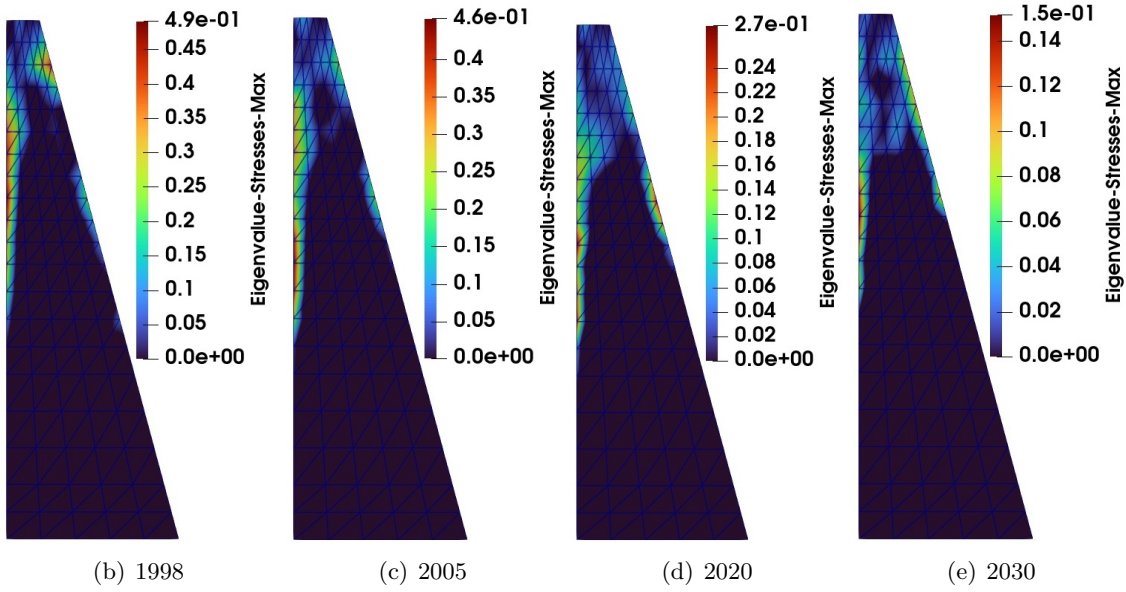 4.9e-01
0.45
0.4
0.35
0.3
0.25
0.2
0.15
0.1
0.05
0.0e+00
Eigenvalue-Stresses-Max
(b) 1998
4.6e-01
0.4
0.35
0.3
0.25
0.2
0.15
0.1
0.05
0.0e+00
Eigenvalue-Stresses-Max
(c) 2005
2.7e-01
0.24
0.22
0.2
0.18
0.16
0.14
0.12
0.1
0.08
0.06
0.04
0.02
0.0e+00
Eigenvalue-Stresses-Max
(d) 2020
1.5e-01
0.14
0.12
0.1
0.08
0.06
0.04
0.02
0.0e+00
Eigenvalue-Stresses-Max
(e) 2030